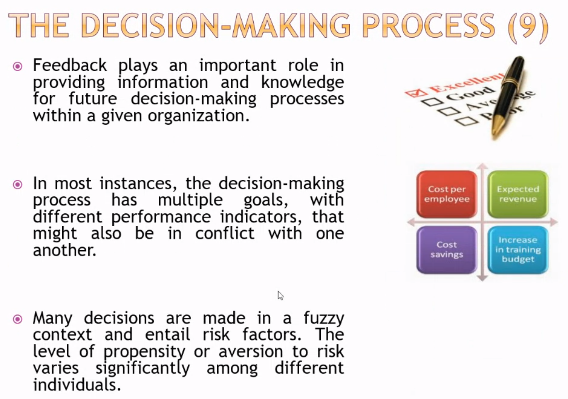 THE DECISION-MAKING PROCESS (9)
Feedback plays an important role in
providing information and knowledge
for future decision-making processes
within a given organization.
Excellent
Good
Average
Poor
In most instances, the decision-making
process has multiple goals, with
different performance indicators, that
might also be in conflict with one
another.
Cost per
employee
Expected
revenue
Cost
savings
Increase
in training
budget
Many decisions are made in a fuzzy
context and entail risk factors. The
level of propensity or aversion to risk
varies significantly among different
individuals.